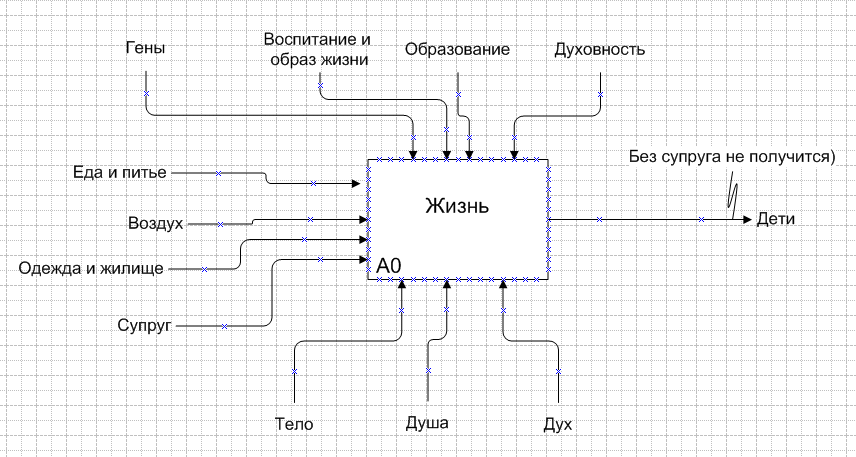 Гены
Воспитание и
образ жизни
Образование
Духовность
Без супруга не получится)
Еда и питье
Жизнь
Воздух
Дети
Одежда и жилище
A0
Супруг
Тело
Душа
Дух